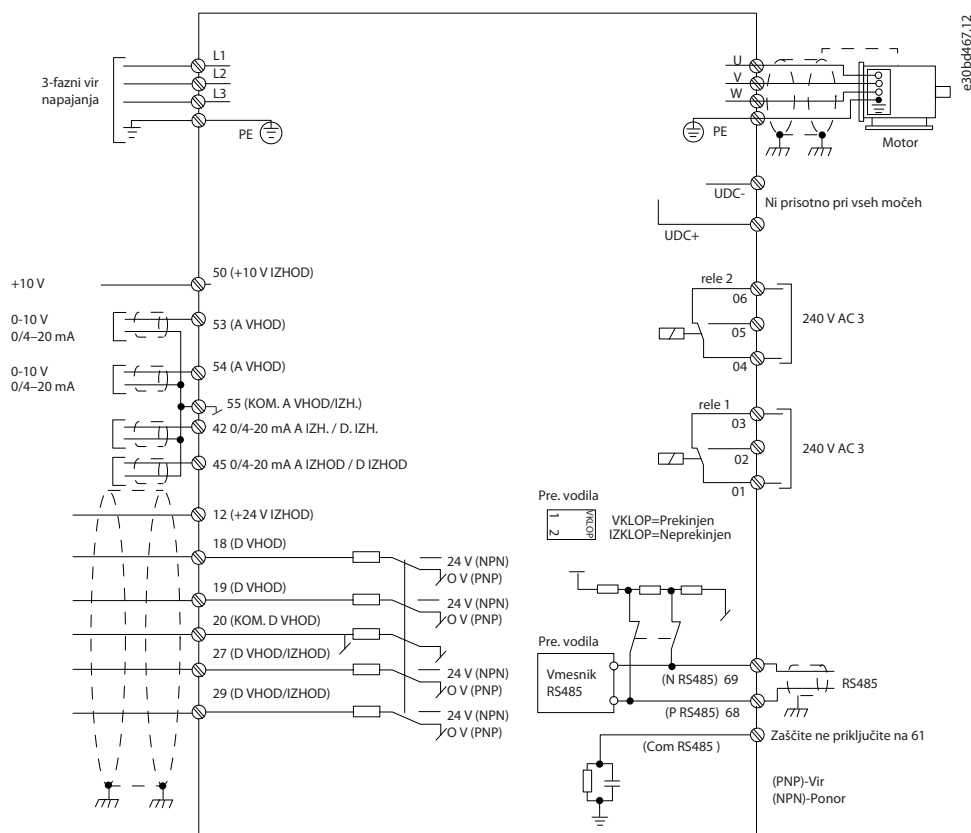 e30bd467.12
3-fazni vir
napajanja
L1
L2
L3
PE
U
V
W
PE
Motor
UDC-
Ni prisotno pri vseh močeh
UDC+
+10 V
50 (+10 V IZHOD)
0-10 V
0/4–20 mA
53 (A VHOD)
0-10 V
0/4–20 mA
54 (A VHOD)
55 (KOM. A VHOD/IZH.)
42 0/4-20 mA A IZH. / D. IZH.
45 0/4-20 mA A IZHOD / D IZHOD
rele 2
06
05
04
240 V AC 3
rele 1
03
02
01
240 V AC 3
12 (+24 V IZHOD)
18 (D VHOD)
24 V (NPN)
O V (PNP)
19 (D VHOD)
24 V (NPN)
O V (PNP)
20 (KOM. D VHOD)
27 (D VHOD/IZHOD)
24 V (NPN)
O V (PNP)
29 (D VHOD/IZHOD)
24 V (NPN)
O V (PNP)
Pre. vodila
1 2
VKLOP
VKLOP=Prekinjen
IZKLOP=Neprekinjen
Pre. vodila
Vmesnik
RS485
(N RS485) 69
(P RS485) 68
RS485
(Com RS485 )
Zaščite ne priključite na 61
(PNP)-Vir
(NPN)-Ponor